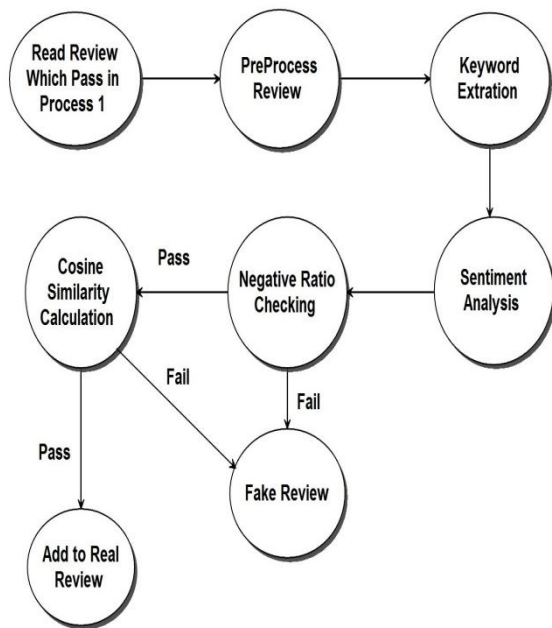 Read Review
Which Pass in
Process 1
PreProcess
Review
Keyword
Extration
Cosine
Similarity
Calculation
Pass
Negative Ratio
Checking
Sentiment
Analysis
Fail
Fail
Pass
Fake Review
Add to Real
Review